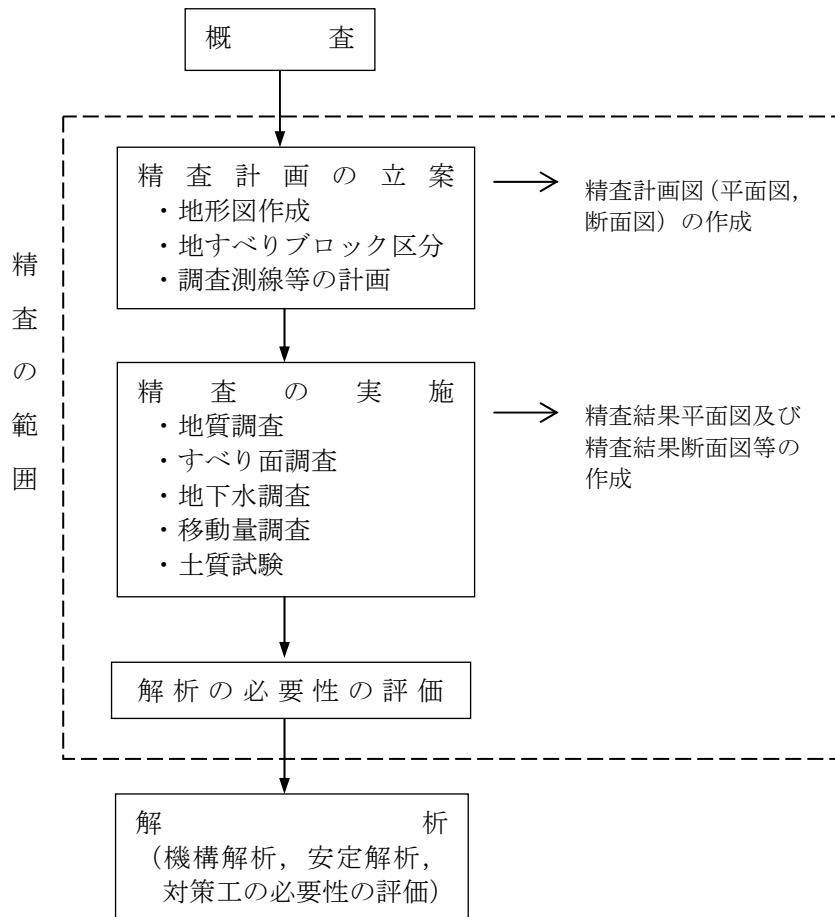 概査
精査計画の立案
・地形図作成
・地すべりブロック区分
・調査測線等の計画
精査計画図(平面図,
断面図)の作成
精査の範囲
精査の実施
・地質調査
・すべり面調査
・地下水調査
・移動量調査
・土質試験
精査結果平面図及び
精査結果断面図等の
作成
解析の必要性の評価
解析
(機構解析,安定解析,
対策工の必要性の評価)